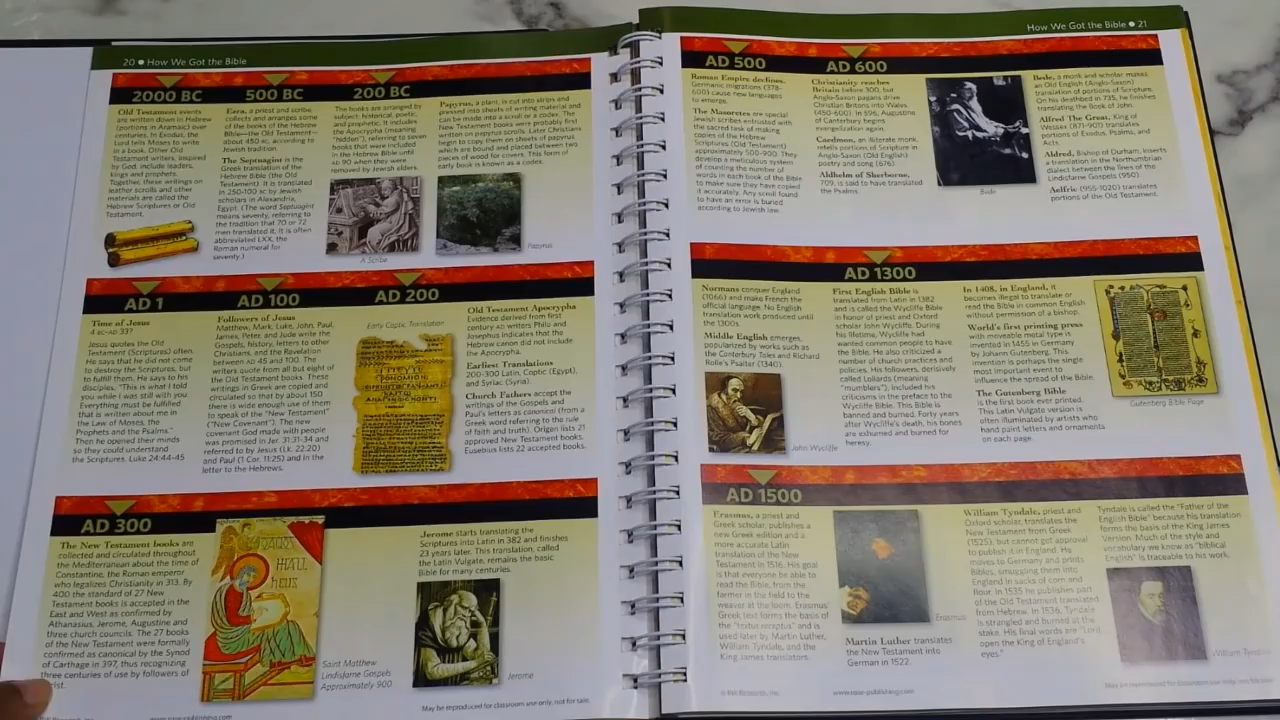 20 ● How We Got the Bible
2000 BC
500 BC
200 BC
Old Testament events
are written down in Hebrew
(portions in Aramaic) over
centuries. In Exodus, the
Lord tells Moses to write
in a book. Other Old
Testament writers, inspired
by God, include leaders,
kings and prophets.
Together, these writings on
leather scrolls and other
materials are called the
Hebrew Scriptures or Old
Testament.
Ezra, a priest and scribe,
collects and arranges some
of the books of the Hebrew
Bible—the Old Testament—
about 450 BC, according to
Jewish tradition.
The Septuagint is the
Greek translation of the
Hebrew Bible (the Old
Testament). It is translated
in 250-100 BC by Jewish
scholars in Alexandria,
Egypt. (The word Septuagint
means seventy, referring to
the tradition that 70 or 72
men translated it. It is often
abbreviated LXX, the
Roman numeral for
seventy.)
The books are arranged by
subject: historical, poetic,
and prophetic. It includes
the Apocrypha (meaning
"hidden"), referring to seven
books that were included
in the Hebrew Bible until
AD 90 when they were
removed by Jewish elders.
A Scribe
Papyrus, a plant, is cut into strips and
pressed into sheets of writing material and
can be made into a scroll or a codex. The
New Testament books were probably first
written on papyrus scrolls. Later Christians
begin to copy them on sheets of papyrus
which are bound and placed between two
pieces of wood for covers. This form of
early book is known as a codex.
Papyrus
AD 1
AD 100
AD 200
Time of Jesus
4 BC-AD 33?
Jesus quotes the Old
Testament (Scriptures) often.
He says that he did not come
to destroy the Scriptures, but
to fulfill them. He says to his
disciples, "This is what I told
you while I was still with you:
Everything must be fulfilled
that is written about me in
the Law of Moses, the
Prophets and the Psalms."
Then he opened their minds
so they could understand
the Scriptures. Luke 24:44-45
Followers of Jesus
Matthew, Mark, Luke, John, Paul,
James, Peter, and Jude write the
Gospels, history, letters to other
Christians, and the Revelation
between AD 45 and 100. The
writers quote from all but eight of
the Old Testament books. These
writings in Greek are copied and
circulated so that by about 150
there is wide enough use of them
to speak of the "New Testament"
("New Covenant"). The new
covenant God made with people
was promised in Jer. 31:31-34 and
referred to by Jesus (Lk. 22:20)
and Paul (1 Cor. 11:25) and in the
letter to the Hebrews.
Early Coptic Translation
Old Testament Apocrypha
Evidence derived from first
century AD writers Philo and
Josephus indicates that the
Hebrew canon did not include
the Apocrypha.
Earliest Translations
200-300 Latin, Coptic (Egypt),
and Syriac (Syria).
Church Fathers accept the
writings of the Gospels and
Paul's letters as canonical (from a
Greek word referring to the rule
of faith and truth). Origen lists 21
approved New Testament books.
Eusebius lists 22 accepted books.
AD 300
The New Testament books are
collected and circulated throughout
the Mediterranean about the time of
Constantine, the Roman emperor
who legalizes Christianity in 313. By
400 the standard of 27 New
Testament books is accepted in the
East and West as confirmed by
Athanasius, Jerome, Augustine and
three church councils. The 27 books
of the New Testament were formally
confirmed as canonical by the Synod
of Carthage in 397, thus recognizing
three centuries of use by followers of
Saint Matthew
Lindisfarne Gospels
Approximately 900
Jerome starts translating the
Scriptures into Latin in 382 and finishes
23 years later. This translation, called
the Latin Vulgate, remains the basic
Bible for many centuries.
Jerome
May be reproduced for classroom use only, not for sale.
How We Got the Bible ● 21
AD 500
AD 600
Roman Empire declines.
Germanic migrations (378-
600) cause new languages
to emerge.
The Masoretes are special
Jewish scribes entrusted with
the sacred task of making
copies of the Hebrew
Scriptures (Old Testament)
approximately 500-900. They
develop a meticulous system
of counting the number of
words in each book of the Bible
to make sure they have copied
it accurately. Any scroll found
to have an error is buried
according to Jewish law.
Christianity reaches
Britain before 300, but
Anglo-Saxon pagans drive
Christian Britons into Wales
(450-600). In 596, Augustine
of Canterbury begins
evangelization again.
Caedmon, an illiterate monk,
retells portions of Scripture in
Anglo-Saxon (Old English)
poetry and song (676)
Aldhelm of Sherborne,
709, is said to have translated
the Psalms.
Bede
Bede, a monk and scholar, makes
an Old English (Anglo-Saxon)
translation of portions of Scripture.
On his deathbed in 735, he finishes
translating the Book of John.
Alfred The Great, King of
Wessex (871-901) translates
portions of Exodus, Psalms, and
Acts.
Aldred, Bishop of Durham, inserts
a translation in the Northumbrian
dialect between the lines of the
Lindisfarne Gospels (950)
Aelfric (955-1020) translates
portions of the Old Testament.
AD 1300
Normans conquer England
(1066) and make French the
official language. No English
translation work produced until
the 1300s.
Middle English emerges,
popularized by works such as
the Canterbury Tales and Richard
Rolle's Psalter (1340)
John Wycliffe
First English Bible is
translated from Latin in 1382
and is called the Wycliffe Bible
in honor of priest and Oxford
scholar John Wycliffe. During
his lifetime, Wycliffe had
wanted common people to have
the Bible. He also criticized a
number of church practices and
policies. His followers, derisively
called Lollards (meaning
"mumblers"), included his
criticisms in the preface to the
Wycliffe Bible. This Bible is
banned and burned. Forty years
after Wycliffe's death, his bones
are exhumed and burned for
heresy.
In 1408, in England, it
becomes illegal to translate or
read the Bible in common English
without permission of a bishop.
World's first printing press
with moveable metal type is
invented in 1455 in Germany
by Johann Gutenberg. This
invention is perhaps the single
most important event to
influence the spread of the Bible.
The Gutenberg Bible
is the first book ever printed.
This Latin Vulgate version is
often illuminated by artists who
hand paint letters and ornaments
on each page.
Gutenberg Bible Page
AD 1500
Erasmus, a priest and
Greek scholar, publishes a
new Greek edition and a
more accurate Latin
translation of the New
Testament in 1516. His goal
is that everyone be able to
read the Bible, from the
farmer in the field to the
weaver at the loom. Erasmus'
Greek text forms the basis of
the "textus receptus" and is
used later by Martin Luther,
William Tyndale, and the
King James translators.
Erasmus
Martin Luther translates
the New Testament into
German in 1522.
William Tyndale, priest and
Oxford scholar, translates the
New Testament from Greek
(1525), but cannot get approval
to publish it in England. He
moves to Germany and prints
Bibles, smuggling them into
England in sacks of corn and
flour. In 1535 he publishes part
of the Old Testament translated
from Hebrew. In 1536, Tyndale
is strangled and burned at the
stake. His final words are "Lord,
open the King of England's
eyes."
Tyndale is called the "Father of the
English Bible" because his translation
forms the basis of the King James
Version. Much of the style and
vocabulary we know as "biblical
English" is traceable to his work.
William Tyndale
www.rose-publishing.com
May be reproduced for classroom use only, not for sale.